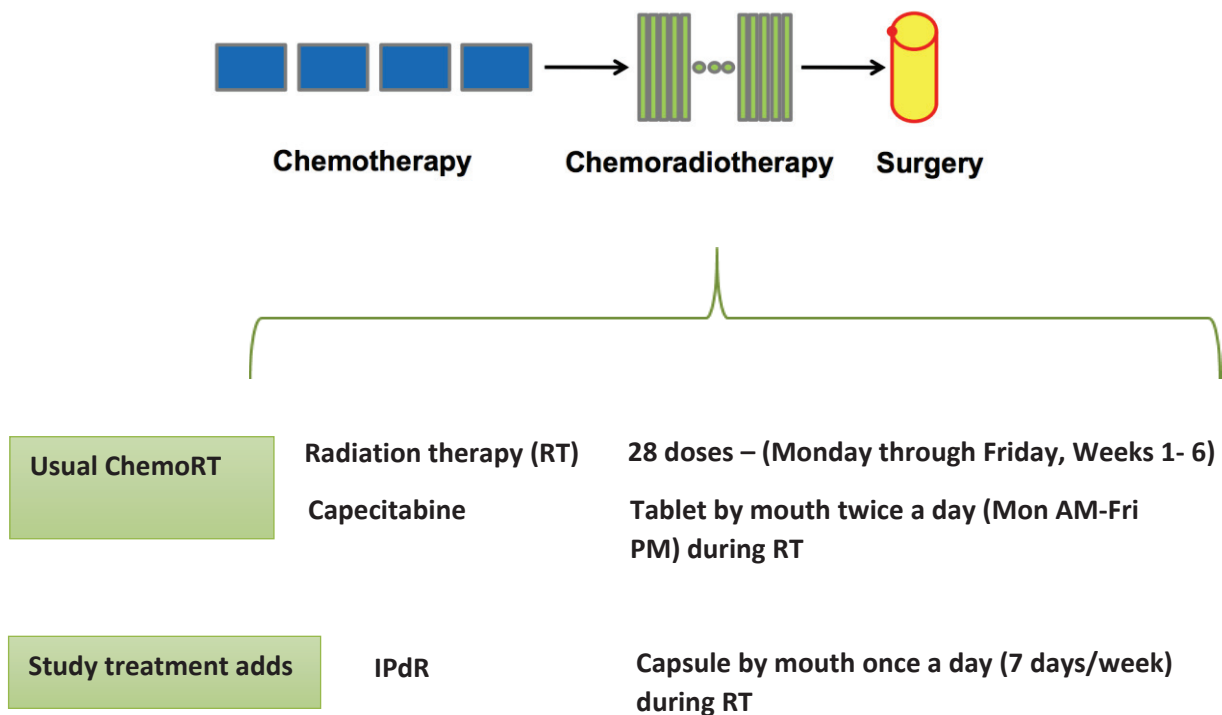 Chemotherapy Chemoradiotherapy Surgery
Usual ChemoRT Radiation therapy (RT) 28 doses – (Monday through Friday, Weeks 1- 6)
Capecitabine Tablet by mouth twice a day (Mon AM-Fri
PM) during RT
Study treatment adds IPdR Capsule by mouth once a day (7 days/week)
during RT